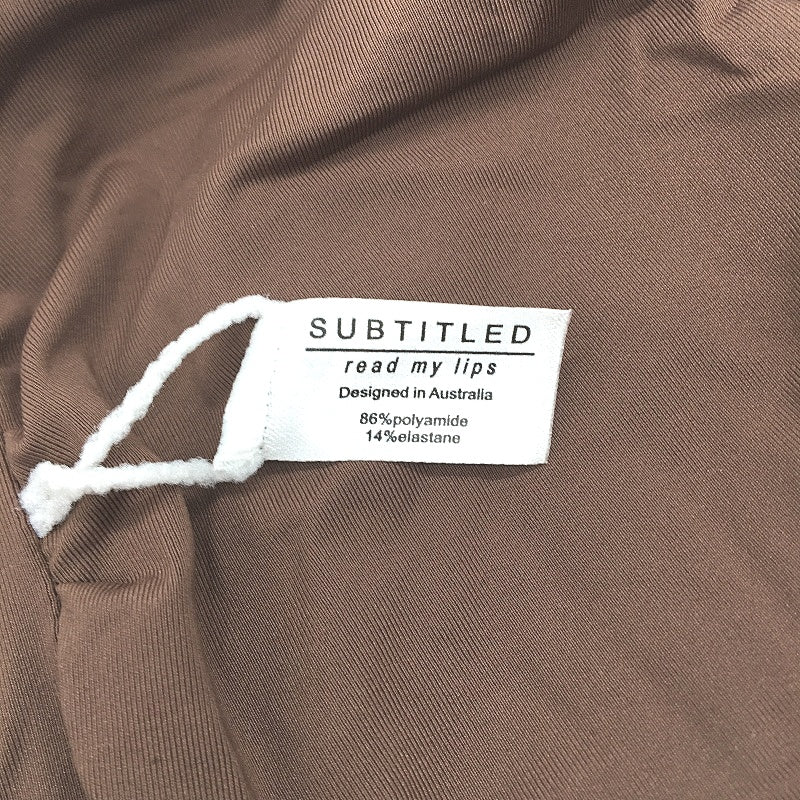 SUBTITLED
read my lips
Designed in Australia
86%polyamide
14%elastane